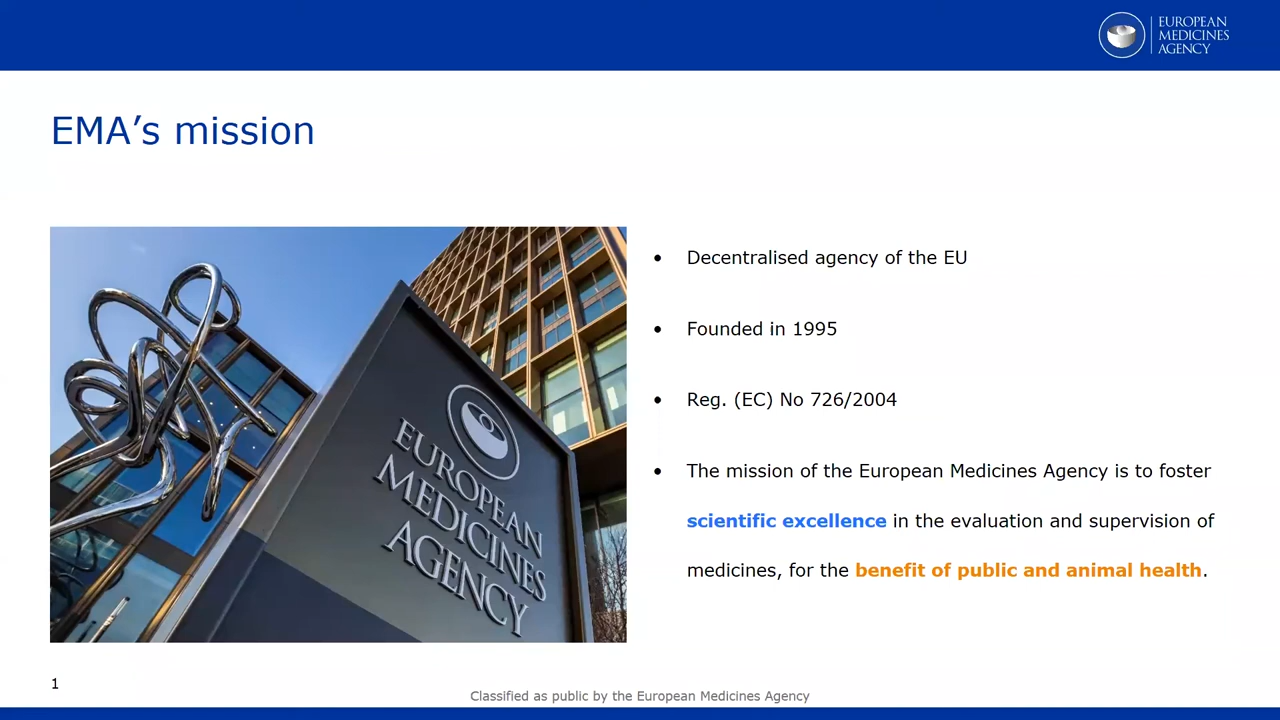 EUROPEAN
MEDICINES
AGENCY
EMA’s mission
EUROPEAN
MEDICINES
AGENCY
• Decentralised agency of the EU
• Founded in 1995
• Reg. (EC) No 726/2004
• The mission of the European Medicines Agency is to foster
scientific excellence in the evaluation and supervision of
medicines, for the benefit of public and animal health.
1
Classified as public by the European Medicines Agency